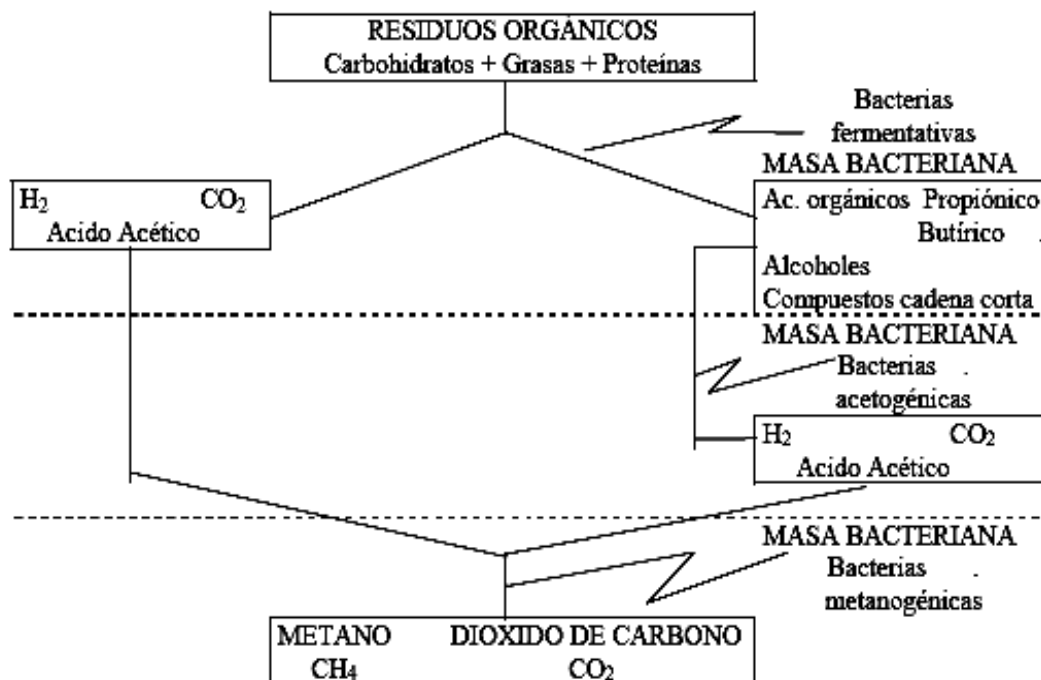 RESIDUOS ORGÁNICOS
Carbohidratos + Grasas + Proteínas
Bacterias
fermentativas
MASA BACTERIANA
H₂ CO₂
Acido Acético
Ac. orgánicos Propiónico
Butírico .
Alcoholes
Compuestos cadena corta
MASA BACTERIANA
Bacterias .
acetogénicas
H₂ CO₂
Acido Acético
MASA BACTERIANA
Bacterias .
metanogénicas
METANO DIOXIDO DE CARBONO
CH₄ CO₂